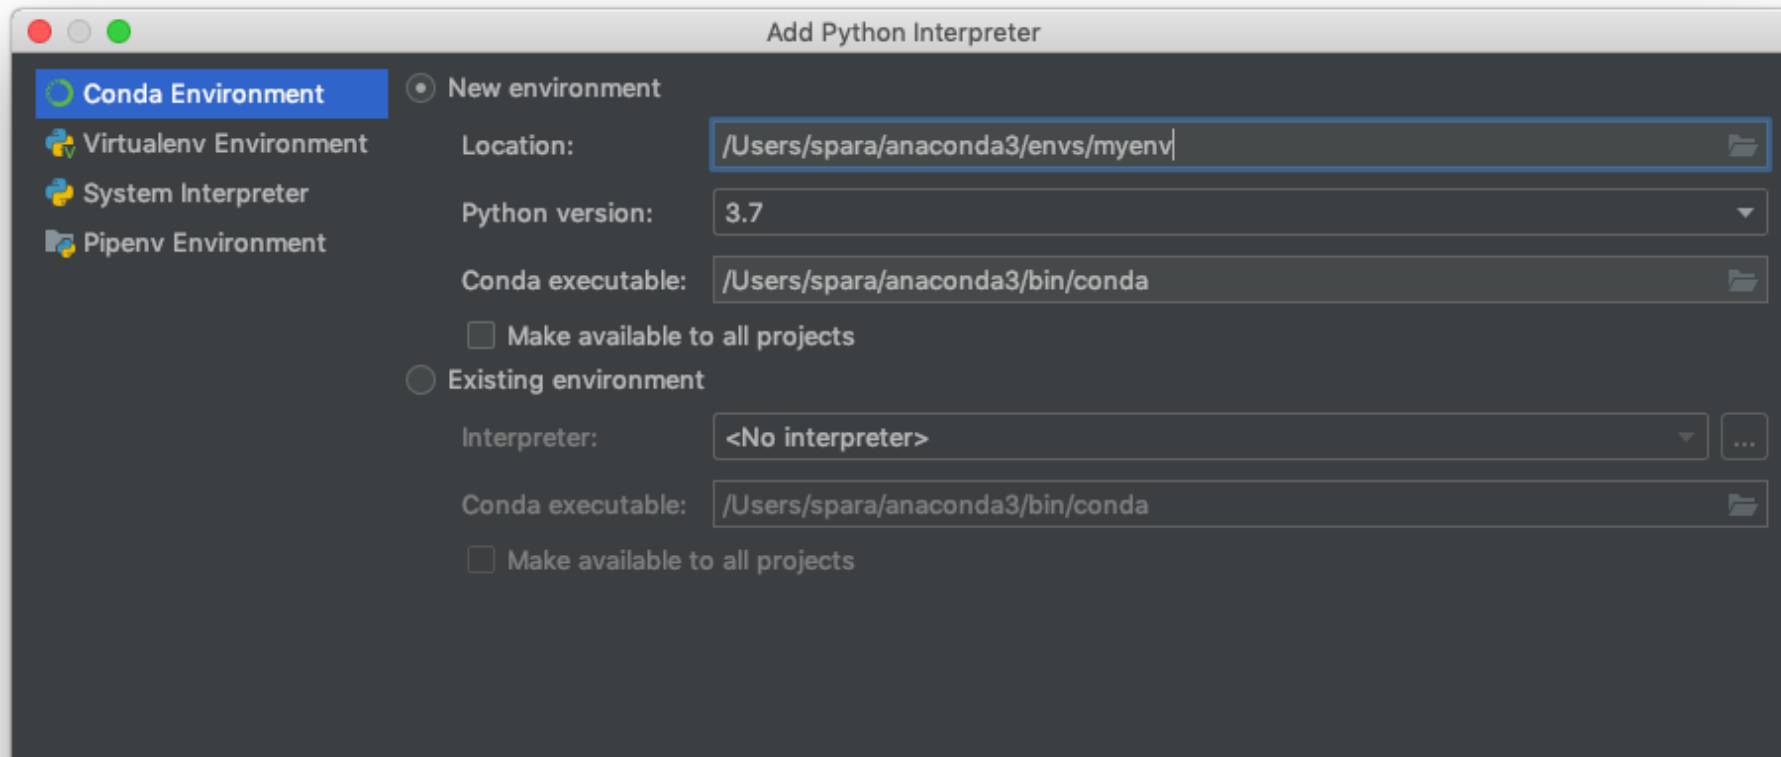 Add Python Interpreter
Conda Environment
Virtualenv Environment
System Interpreter
Pipenv Environment
New environment
Location: /Users/spara/anaconda3/envs/myenv
Python version: 3.7
Conda executable: /Users/spara/anaconda3/bin/conda
Make available to all projects
Existing environment
Interpreter: <No interpreter> ...
Conda executable: /Users/spara/anaconda3/bin/conda
Make available to all projects